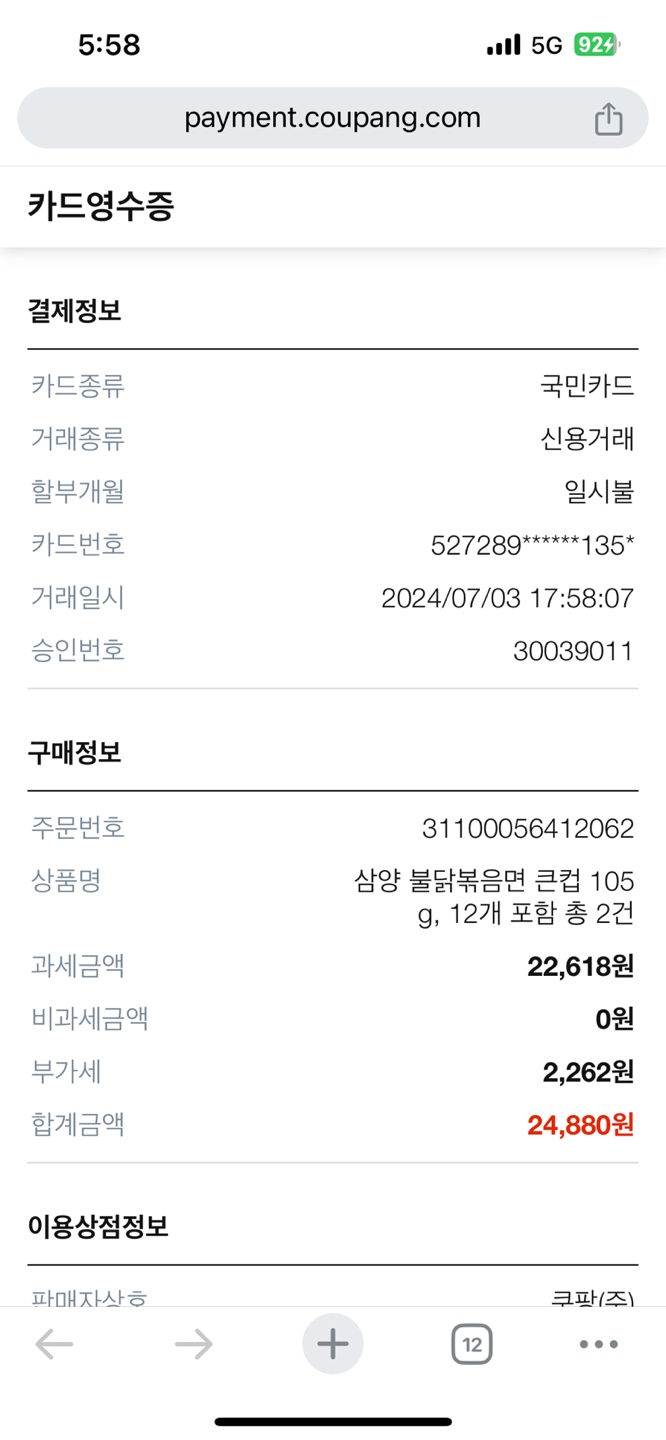 5:58
5G 92
payment.coupang.com
카드영수증
결제정보
카드종류 국민카드
거래종류 신용거래
할부개월 일시불
카드번호 527289******135*
거래일시 2024/07/03 17:58:07
승인번호 30039011
구매정보
주문번호 31100056412062
상품명 삼양 불닭볶음면 큰컵 105
g, 12개 포함 총 2건
과세금액 22,618원
비과세금액 0원
부가세 2,262원
합계금액 24,880원
이용상점정보
판매자상호 쿠팡(주)
12